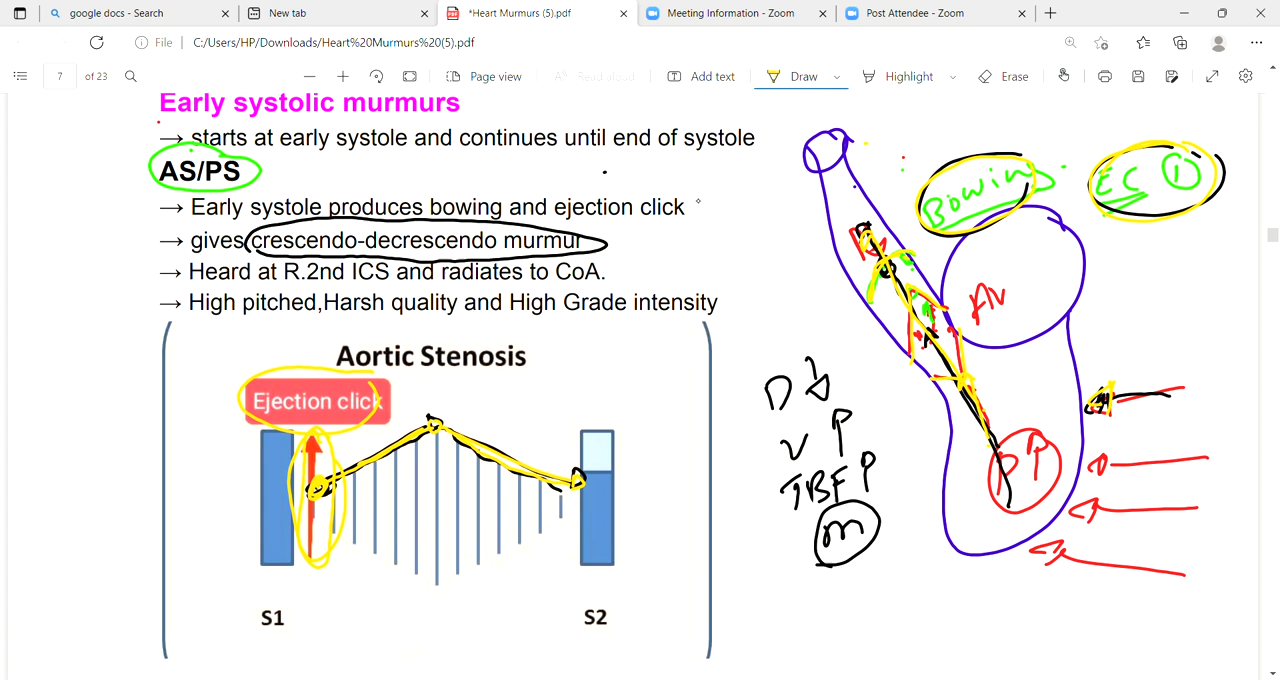 google docs - Search
New tab
*Heart Murmurs (5).pdf
Meeting Information - Zoom
Post Attendee - Zoom
File
C:/Users/HP/Downloads/Heart%20Murmurs%20(5).pdf
7 of 23
Page view
Read aloud
Add text
Draw
Highlight
Erase
Early systolic murmurs
→ starts at early systole and continues until end of systole
AS/PS
→ Early systole produces bowing and ejection click
→ gives crescendo-decrescendo murmur
→ Heard at R.2nd ICS and radiates to CoA.
→ High pitched,Harsh quality and High Grade intensity
Aortic Stenosis
Ejection click
S1
S2
Bowing
EC 1
D↓
V P
TBF P
m